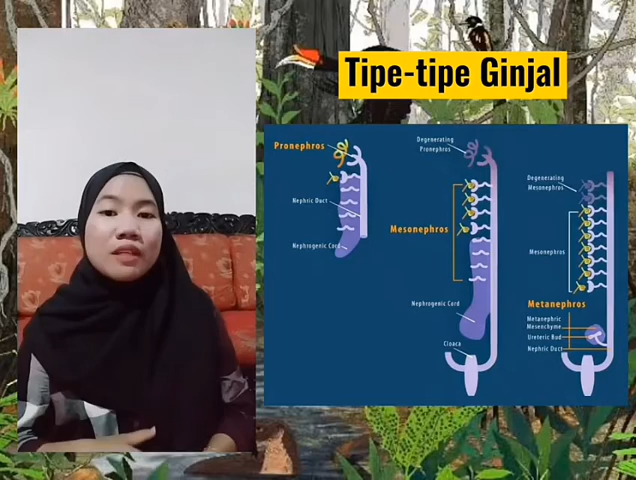 Tipe-tipe Ginjal
Pronephros
Nephric Duct
Nephrogenic Cord
Degenerating
Pronephros
Mesonephros
Nephrogenic Cord
Cloaca
Degenerating
Mesonephros
Mesonephros
Metanephros
Metanephric
Mesenchyme
Ureteric Bud
Nephric Duct